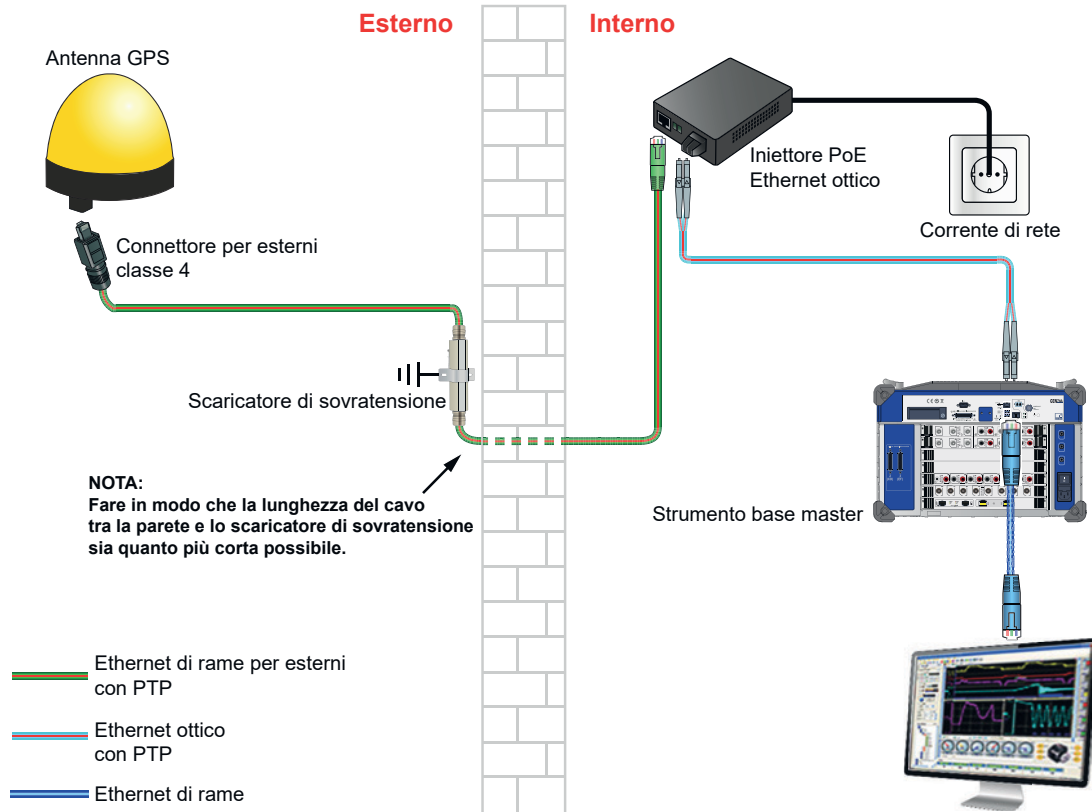 Esterno
Interno
Antenna GPS
Iniettore PoE
Ethernet ottico
Corrente di rete
Connettore per esterni
classe 4
Scaricatore di sovratensione
NOTA:
Fare in modo che la lunghezza del cavo
tra la parete e lo scaricatore di sovratensione
sia quanto più corta possibile.
Strumento base master
Ethernet di rame per esterni
con PTP
Ethernet ottico
con PTP
Ethernet di rame